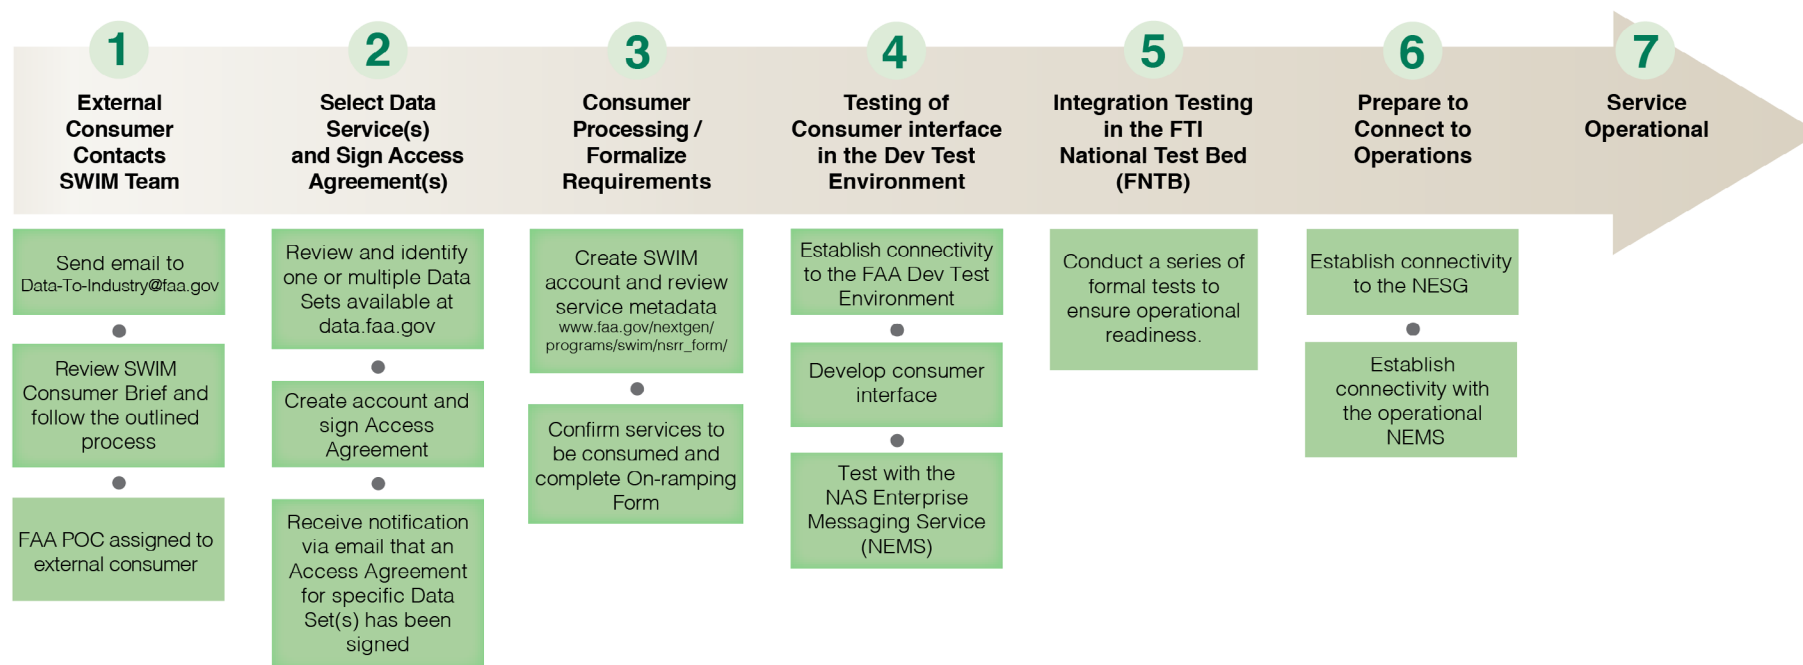 1
External
Consumer
Contacts
SWIM Team
Send email to
Data-To-Industry@faa.gov
Review SWIM
Consumer Brief and
follow the outlined
process
FAA POC assigned to
external consumer
2
Select Data
Service(s)
and Sign Access
Agreement(s)
Review and identify
one or multiple Data
Sets available at
data.faa.gov
Create account and
sign Access
Agreement
Receive notification
via email that an
Access Agreement
for specific Data
Set(s) has been
signed
3
Consumer
Processing /
Formalize
Requirements
Create SWIM
account and review
service metadata
www.faa.gov/nextgen/
programs/swim/nsrr_form/
Confirm services to
be consumed and
complete On-ramping
Form
4
Testing of
Consumer interface
in the Dev Test
Environment
Establish connectivity
to the FAA Dev Test
Environment
Develop consumer
interface
Test with the
NAS Enterprise
Messaging Service
(NEMS)
5
Integration Testing
in the FTI
National Test Bed
(FNTB)
Conduct a series of
formal tests to
ensure operational
readiness.
6
Prepare to
Connect to
Operations
Establish connectivity
to the NESG
Establish
connectivity with
the operational
NEMS
7
Service
Operational